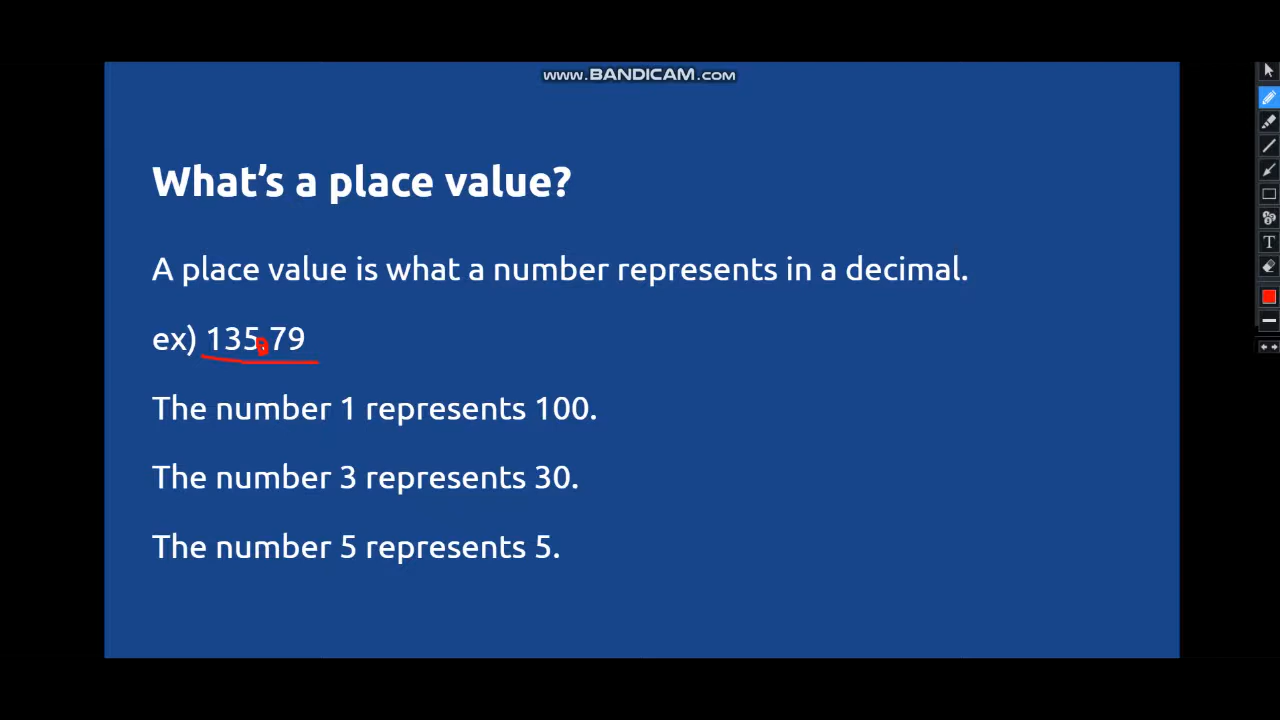 www.BANDICAM.com
What's a place value?
A place value is what a number represents in a decimal.
ex) 135.79
The number 1 represents 100.
The number 3 represents 30.
The number 5 represents 5.
T